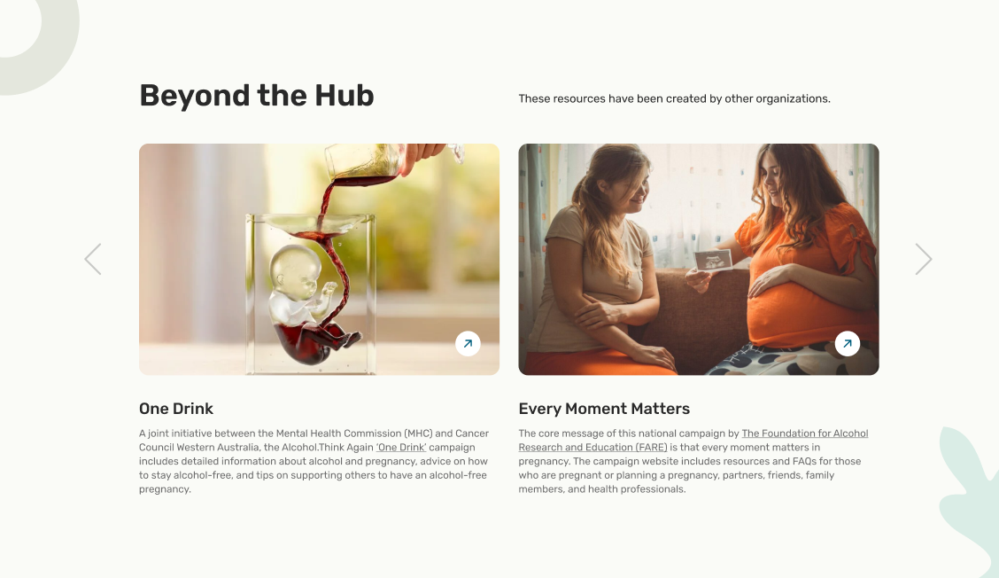 Beyond the Hub
These resources have been created by other organizations.
One Drink
A joint initiative between the Mental Health Commission (MHC) and Cancer
Council Western Australia, the Alcohol.Think Again ‘One Drink’ campaign
includes detailed information about alcohol and pregnancy, advice on how
to stay alcohol-free, and tips on supporting others to have an alcohol-free
pregnancy.
Every Moment Matters
The core message of this national campaign by The Foundation for Alcohol
Research and Education (FARE) is that every moment matters in
pregnancy. The campaign website includes resources and FAQs for those
who are pregnant or planning a pregnancy, partners, friends, family
members, and health professionals.